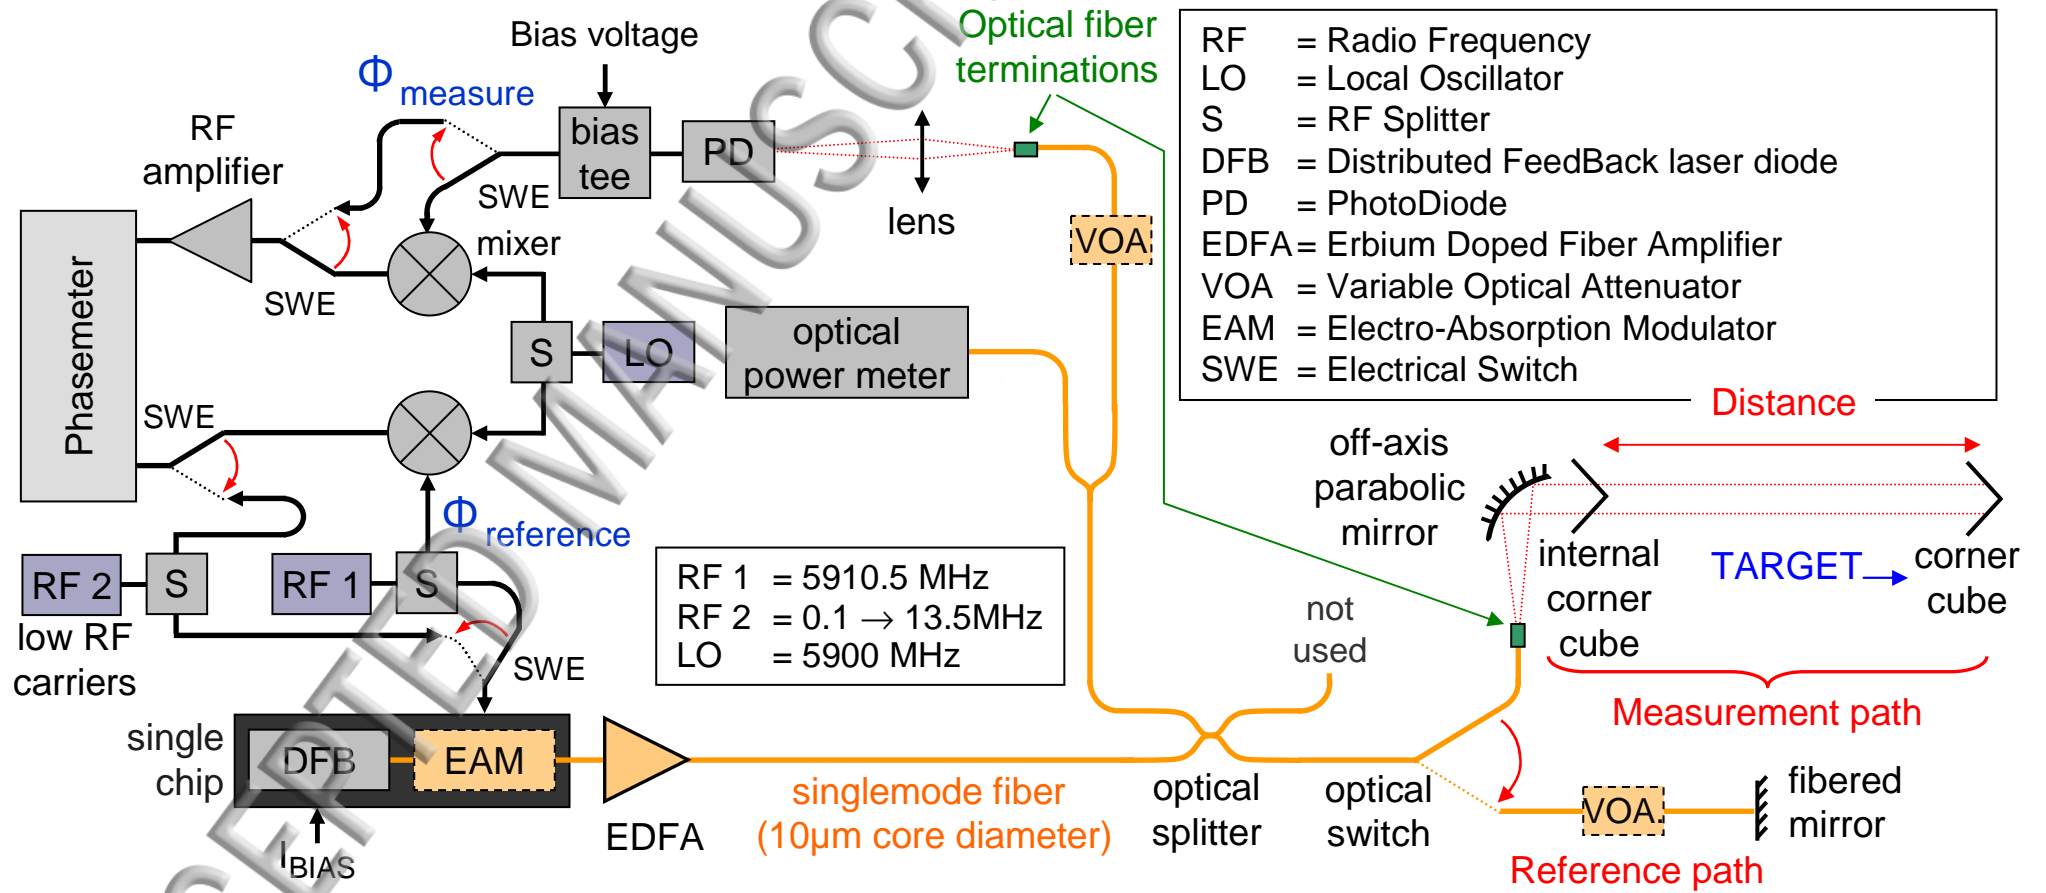 Bias voltage
Φ measure
RF
amplifier
bias
tee
PD
SWE
mixer
SWE
lens
Optical fiber
terminations
VOA
RF = Radio Frequency
LO = Local Oscillator
S = RF Splitter
DFB = Distributed FeedBack laser diode
PD = PhotoDiode
EDFA = Erbium Doped Fiber Amplifier
VOA = Variable Optical Attenuator
EAM = Electro-Absorption Modulator
SWE = Electrical Switch
Phasemeter
S
LO
optical
power meter
SWE
Φ reference
RF 2
S
RF 1
S
low RF
carriers
SWE
RF 1 = 5910.5 MHz
RF 2 = 0.1 → 13.5MHz
LO = 5900 MHz
Distance
off-axis
parabolic
mirror
internal
corner
cube
TARGET
corner
cube
not
used
Measurement path
single
chip
DFB
EAM
I BIAS
EDFA
singlemode fiber
(10µm core diameter)
optical
splitter
optical
switch
VOA
fibered
mirror
Reference path
ACCEPTED MANUSCRIPT